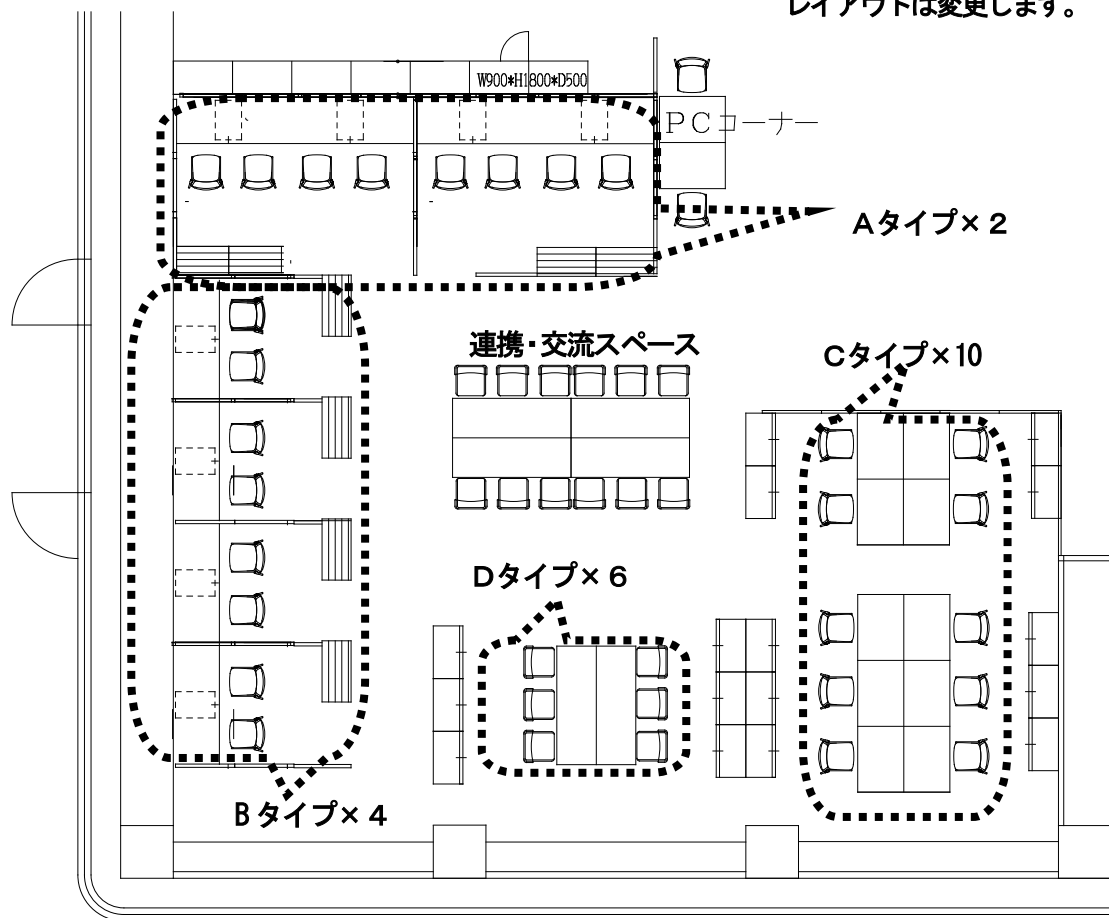 レイアウトは変更します。
W900*H1800*D500
PCコーナー
Aタイプ×2
連携・交流スペース
Cタイプ×10
Dタイプ×6
Bタイプ×4